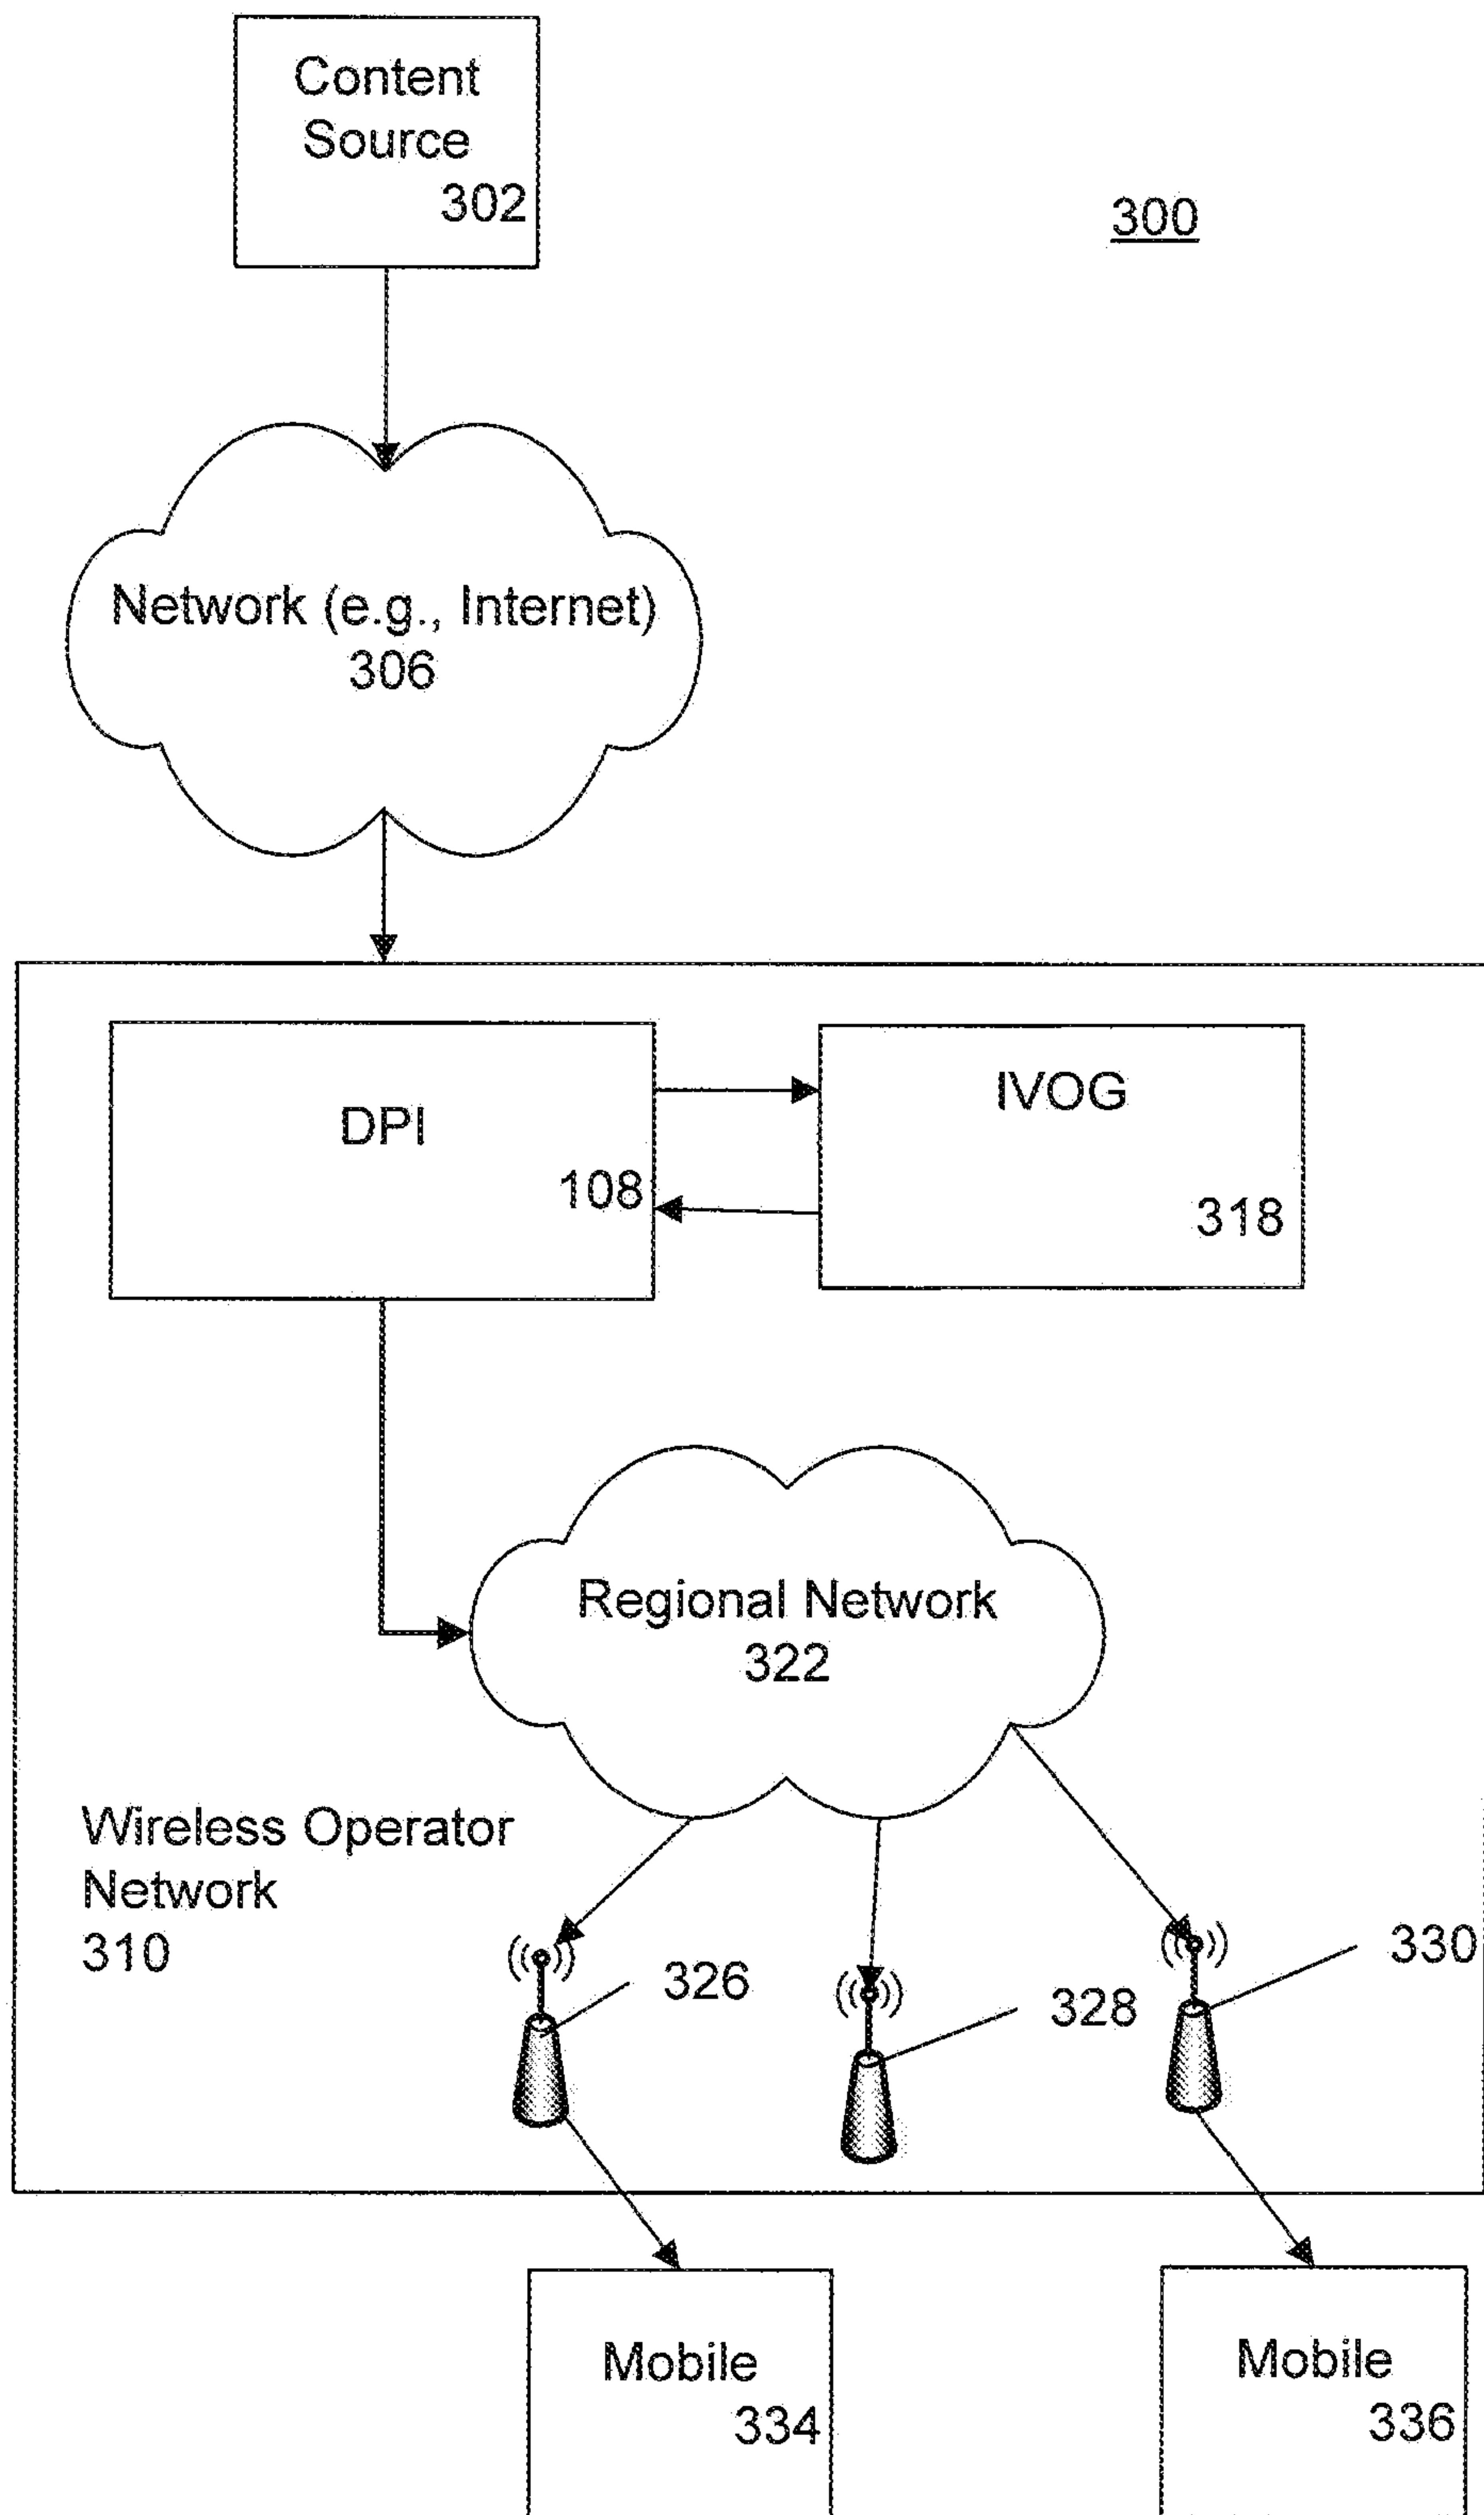 Content
Source
302
300
Network (e.g., Internet)
306
DPI
108
IVOG
318
Regional Network
322
Wireless Operator
Network
310
326
328
330
Mobile
334
Mobile
336